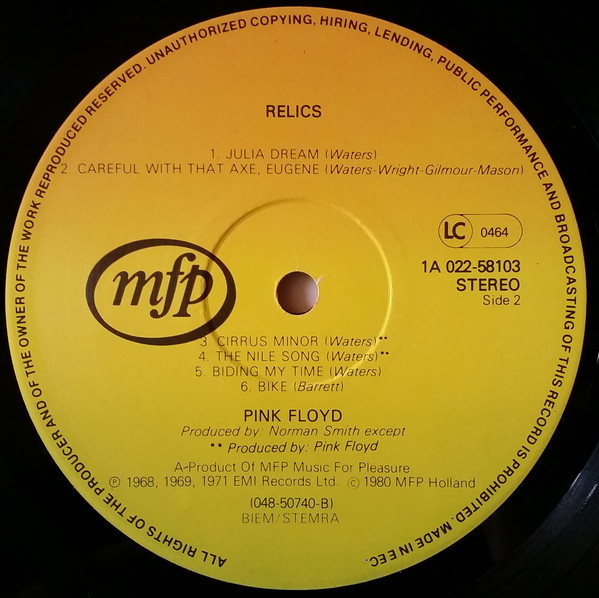 ALL RIGHTS OF THE PRODUCER AND OF THE OWNER OF THE WORK REPRODUCED RESERVED. UNAUTHORIZED COPYING, HIRING, LENDING, PUBLIC PERFORMANCE AND BROADCASTING OF THIS RECORD IS PROHIBITED. MADE IN EEC.
RELICS
1. JULIA DREAM (Waters)
2. CAREFUL WITH THAT AXE, EUGENE (Waters-Wright-Gilmour-Mason)
LC 0464
1A 022-58103
STEREO
Side 2
mfp
3. CIRRUS MINOR (Waters)**
4. THE NILE SONG (Waters)**
5. BIDING MY TIME (Waters)
6. BIKE (Barrett)
PINK FLOYD
Produced by: Norman Smith except
** Produced by: Pink Floyd
A-Product Of MFP Music For Pleasure
℗ 1968, 1969, 1971 EMI Records Ltd. © 1980 MFP Holland
(048-50740-B)
BIEM/STEMRA